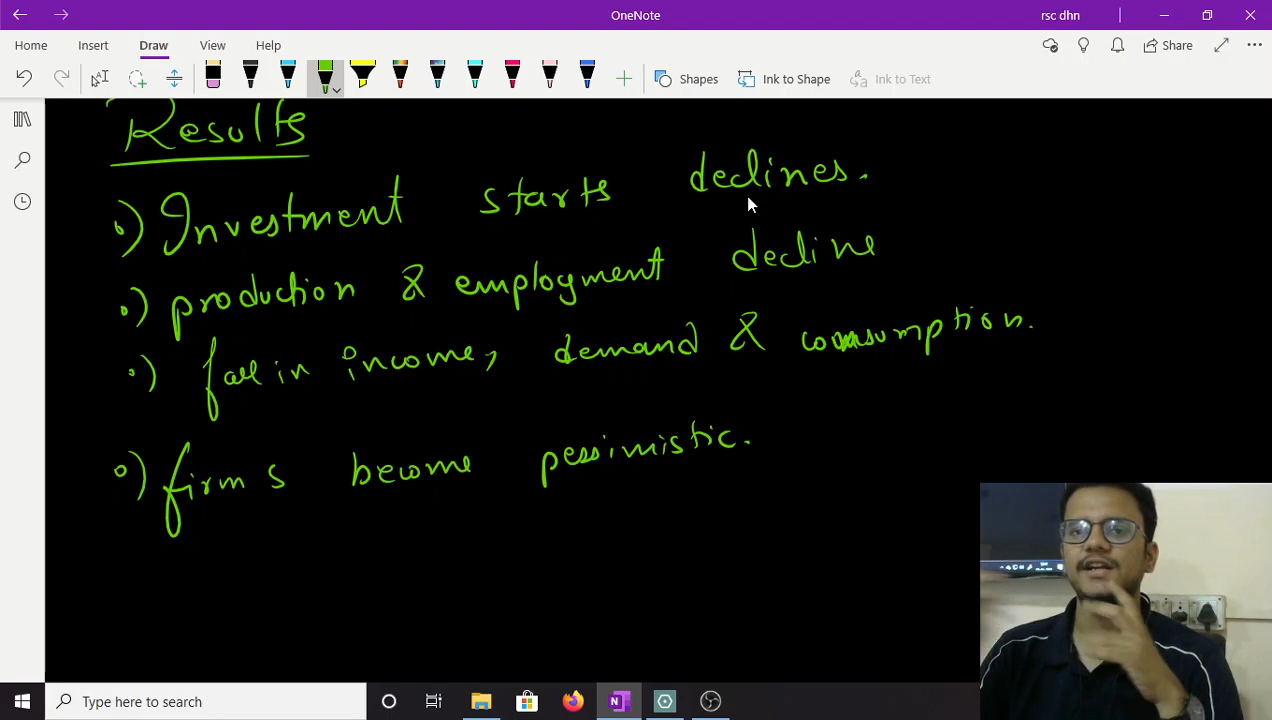 OneNote
rsc dhn
Home Insert Draw View Help
Share
Shapes
Ink to Shape
Ink to Text
Results
•) Investment starts declines.
•) production & employment decline
•) fall in income, demand & consumption.
•) firms become pessimistic.
Type here to search